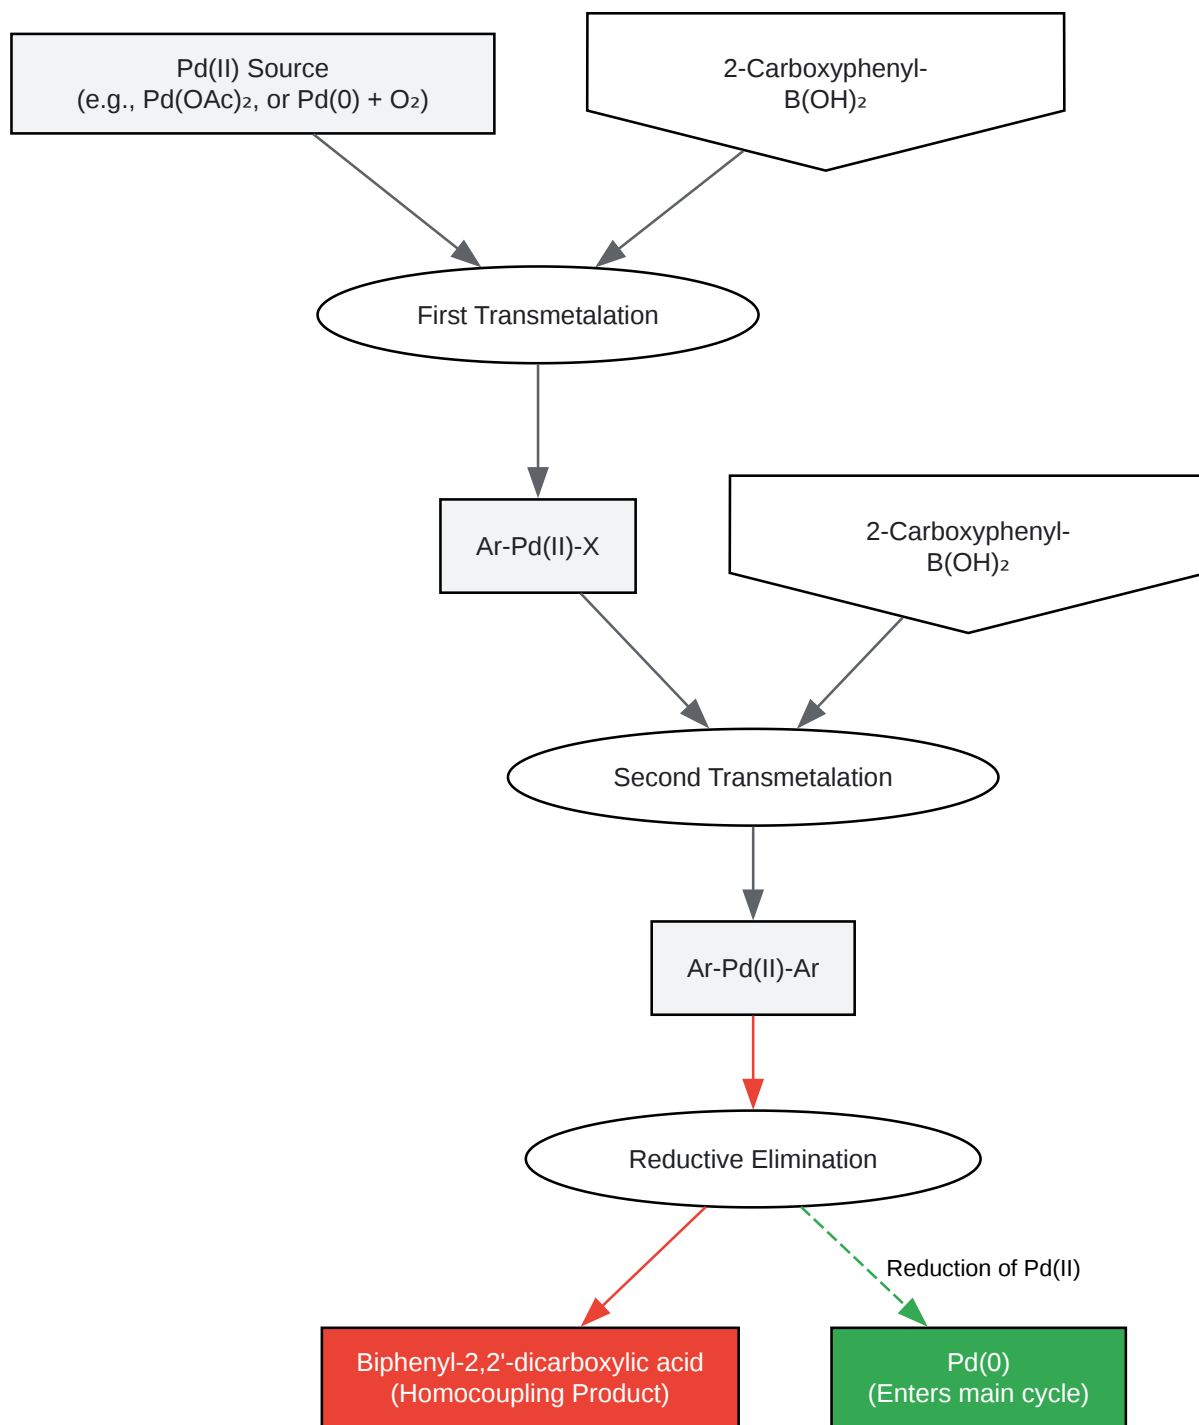 Pd(II) Source
(e.g., Pd(OAc)₂, or Pd(0) + O₂)
2-Carboxyphenyl-
B(OH)₂
First Transmetalation
Ar-Pd(II)-X
2-Carboxyphenyl-
B(OH)₂
Second Transmetalation
Ar-Pd(II)-Ar
Reductive Elimination
Reduction of Pd(II)
Biphenyl-2,2'-dicarboxylic acid
(Homocoupling Product)
Pd(0)
(Enters main cycle)